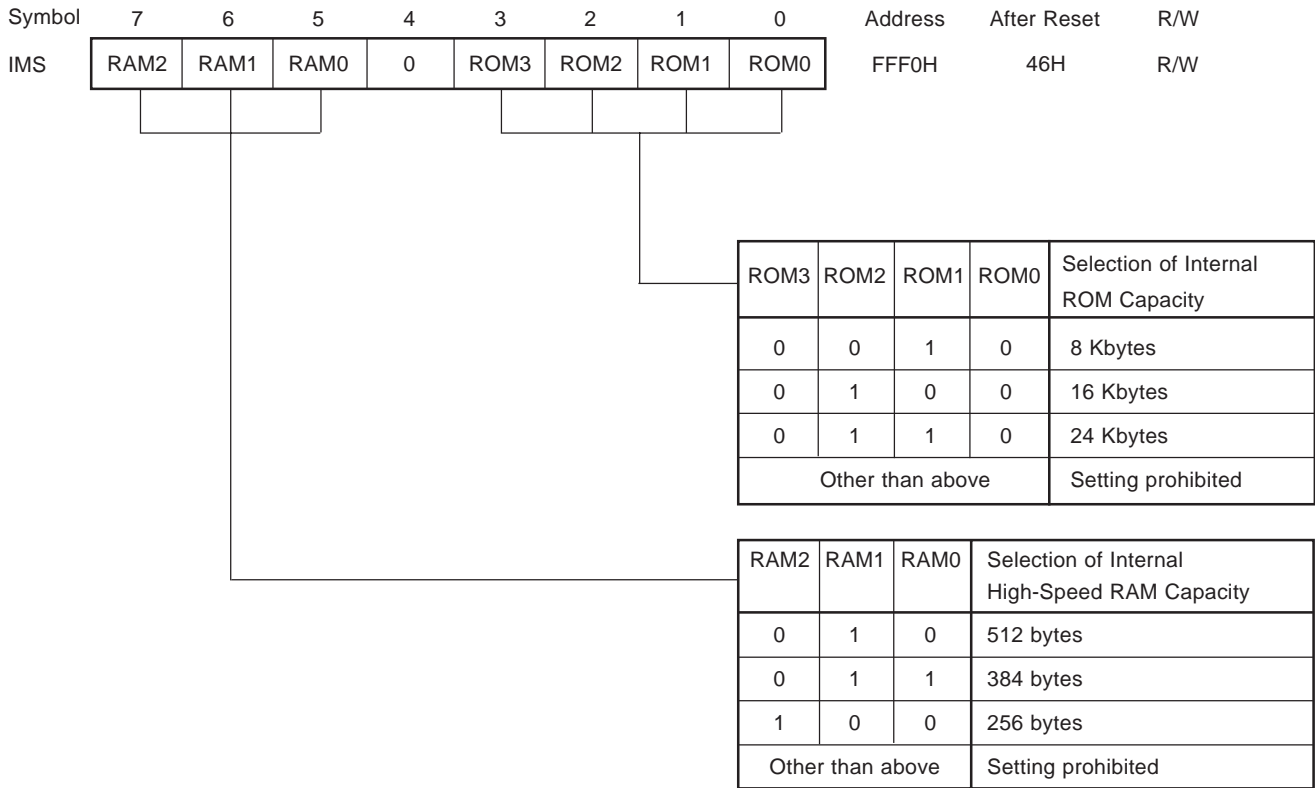 Symbol 7 6 5 4 3 2 1 0 Address After Reset R/W
IMS RAM2 RAM1 RAM0 0 ROM3 ROM2 ROM1 ROM0 FFF0H 46H R/W
ROM3 ROM2 ROM1 ROM0 Selection of Internal
ROM Capacity
0 0 1 0 8 Kbytes
0 1 0 0 16 Kbytes
0 1 1 0 24 Kbytes
Other than above Setting prohibited
RAM2 RAM1 RAM0 Selection of Internal
High-Speed RAM Capacity
0 1 0 512 bytes
0 1 1 384 bytes
1 0 0 256 bytes
Other than above Setting prohibited